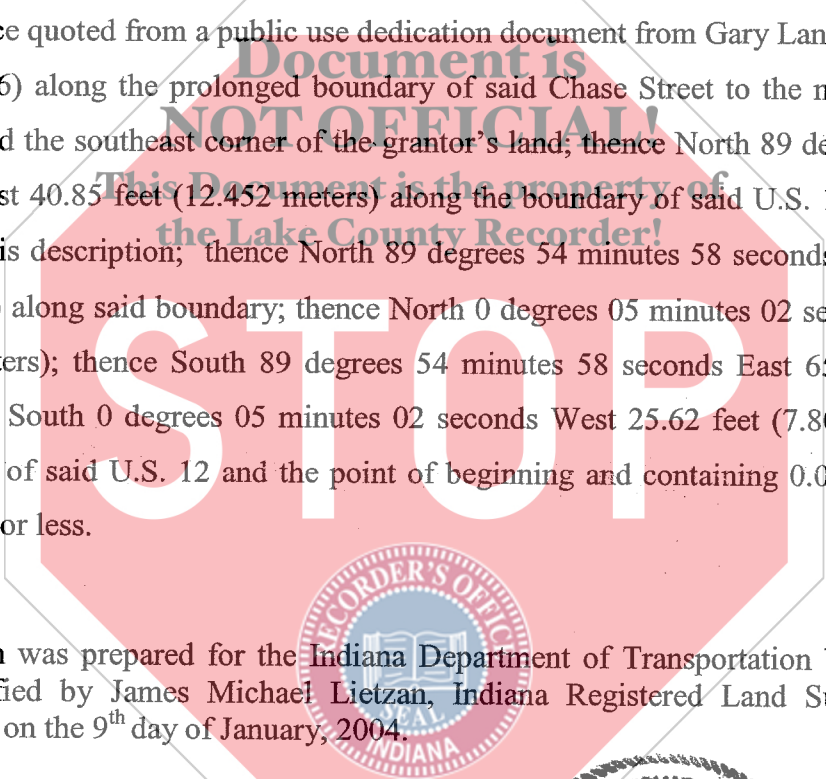 ce quoted from a public use dedication document from Gary Lan
Document is
6) along the prolonged boundary of said Chase Street to the
NOT OFFICIAL!
d the southeast corner of the grantor's land; thence North 89 de
This Document is the property of
st 40.85 feet (12.452 meters) along the boundary of said U.S.
the Lake County Recorder!
is description; thence North 89 degrees 54 minutes 58 seconds
along said boundary; thence North 0 degrees 05 minutes 02 se
ers); thence South 89 degrees 54 minutes 58 seconds East 6
South 0 degrees 05 minutes 02 seconds West 25.62 feet (7.8
STOP
of said U.S. 12 and the point of beginning and containing 0.0
or less.
RECORDER'S OFFIC
SEAL
INDIANA
n was prepared for the Indiana Department of Transportation
fied by James Michael Lietzan, Indiana Registered Land S
on the 9th day of January, 2004.